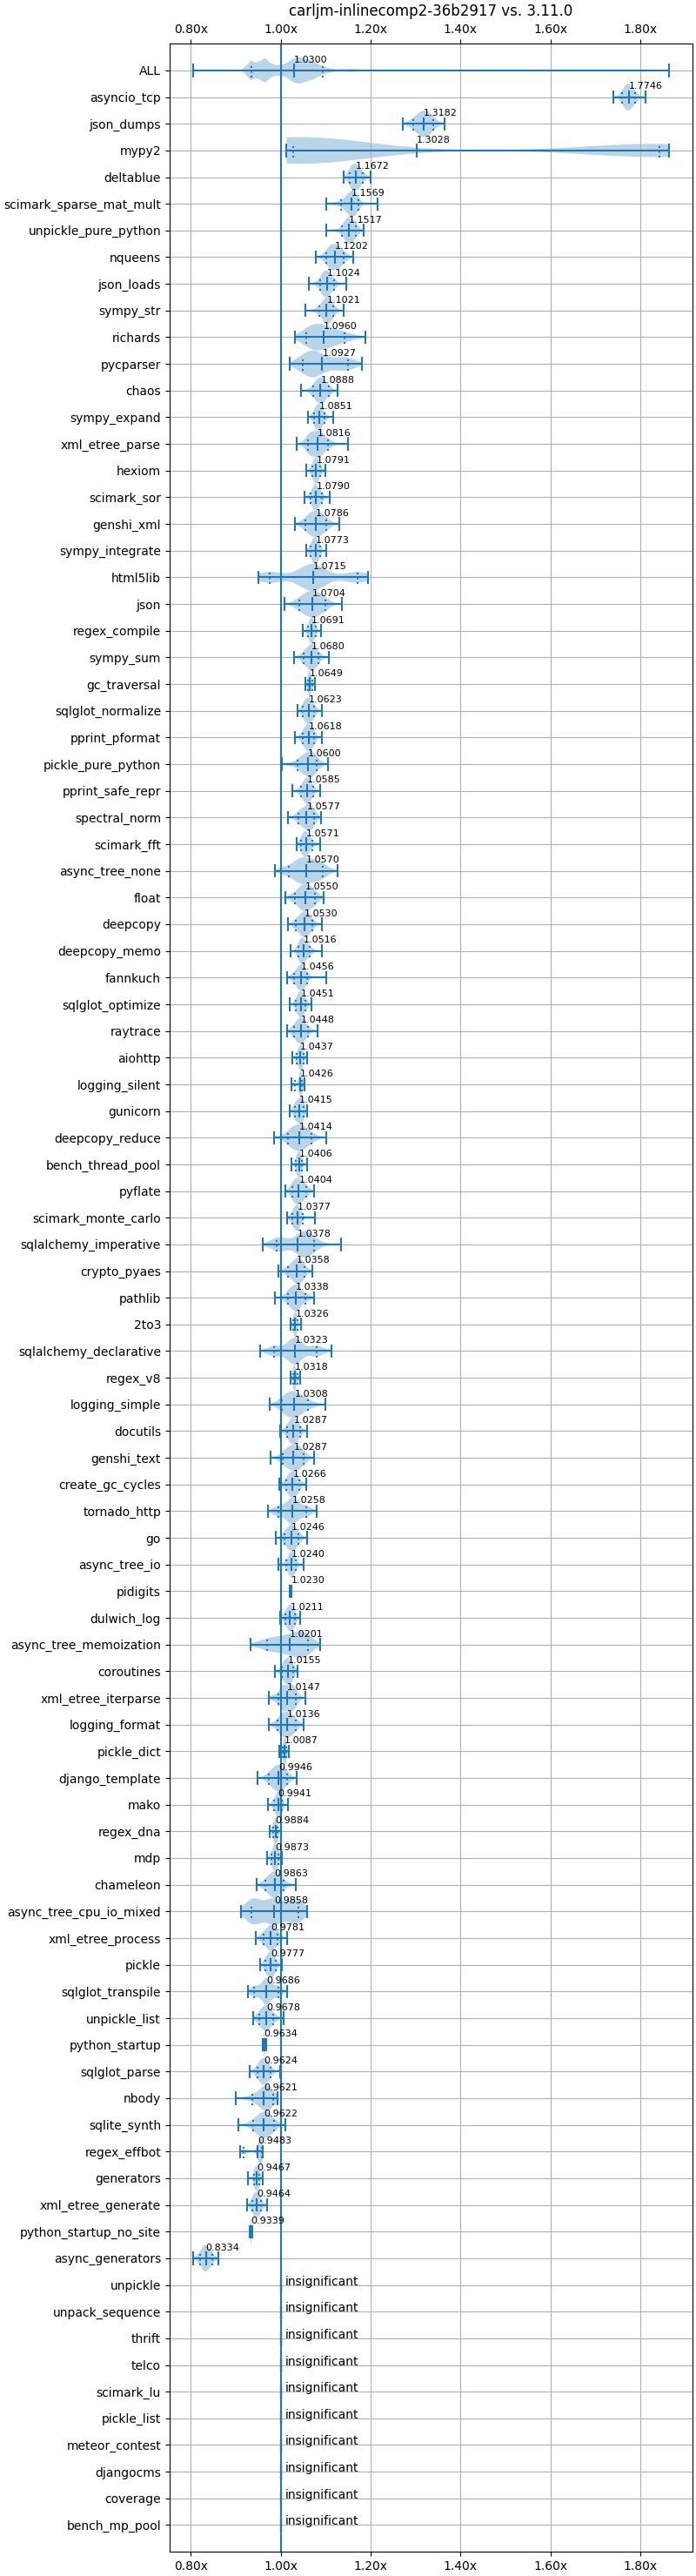 carljm-inlinecomp2-36b2917 vs. 3.11.0
0.80x 1.00x 1.20x 1.40x 1.60x 1.80x
ALL 1.0300
asyncio_tcp 1.7746
json_dumps 1.3182
mypy2 1.3028
deltablue 1.1672
scimark_sparse_mat_mult 1.1569
unpickle_pure_python 1.1517
nqueens 1.1202
json_loads 1.1024
sympy_str 1.1021
richards 1.0960
pycparser 1.0927
chaos 1.0888
sympy_expand 1.0851
xml_etree_parse 1.0816
hexiom 1.0791
scimark_sor 1.0790
genshi_xml 1.0786
sympy_integrate 1.0773
html5lib 1.0715
json 1.0704
regex_compile 1.0691
sympy_sum 1.0680
gc_traversal 1.0649
sqlglot_normalize 1.0623
pprint_pformat 1.0618
pickle_pure_python 1.0600
pprint_safe_repr 1.0585
spectral_norm 1.0577
scimark_fft 1.0571
async_tree_none 1.0570
float 1.0550
deepcopy 1.0530
deepcopy_memo 1.0516
fannkuch 1.0456
sqlglot_optimize 1.0451
raytrace 1.0448
aiohttp 1.0437
logging_silent 1.0426
gunicorn 1.0415
deepcopy_reduce 1.0414
bench_thread_pool 1.0406
pyflate 1.0404
scimark_monte_carlo 1.0377
sqlalchemy_imperative 1.0378
crypto_pyaes 1.0358
pathlib 1.0338
2to3 1.0326
sqlalchemy_declarative 1.0323
regex_v8 1.0318
logging_simple 1.0308
docutils 1.0287
genshi_text 1.0287
create_gc_cycles 1.0266
tornado_http 1.0258
go 1.0246
async_tree_io 1.0240
pidigits 1.0230
dulwich_log 1.0211
async_tree_memoization 1.0201
coroutines 1.0155
xml_etree_iterparse 1.0147
logging_format 1.0136
pickle_dict 1.0087
django_template 0.9946
mako 0.9941
regex_dna 0.9884
mdp 0.9873
chameleon 0.9863
async_tree_cpu_io_mixed 0.9858
xml_etree_process 0.9781
pickle 0.9777
sqlglot_transpile 0.9686
unpickle_list 0.9678
python_startup 0.9634
sqlglot_parse 0.9624
nbody 0.9621
sqlite_synth 0.9622
regex_effbot 0.9483
generators 0.9467
xml_etree_generate 0.9464
python_startup_no_site 0.9339
async_generators 0.8334
unpickle insignificant
unpack_sequence insignificant
thrift insignificant
telco insignificant
scimark_lu insignificant
pickle_list insignificant
meteor_contest insignificant
djangocms insignificant
coverage insignificant
bench_mp_pool insignificant
0.80x 1.00x 1.20x 1.40x 1.60x 1.80x